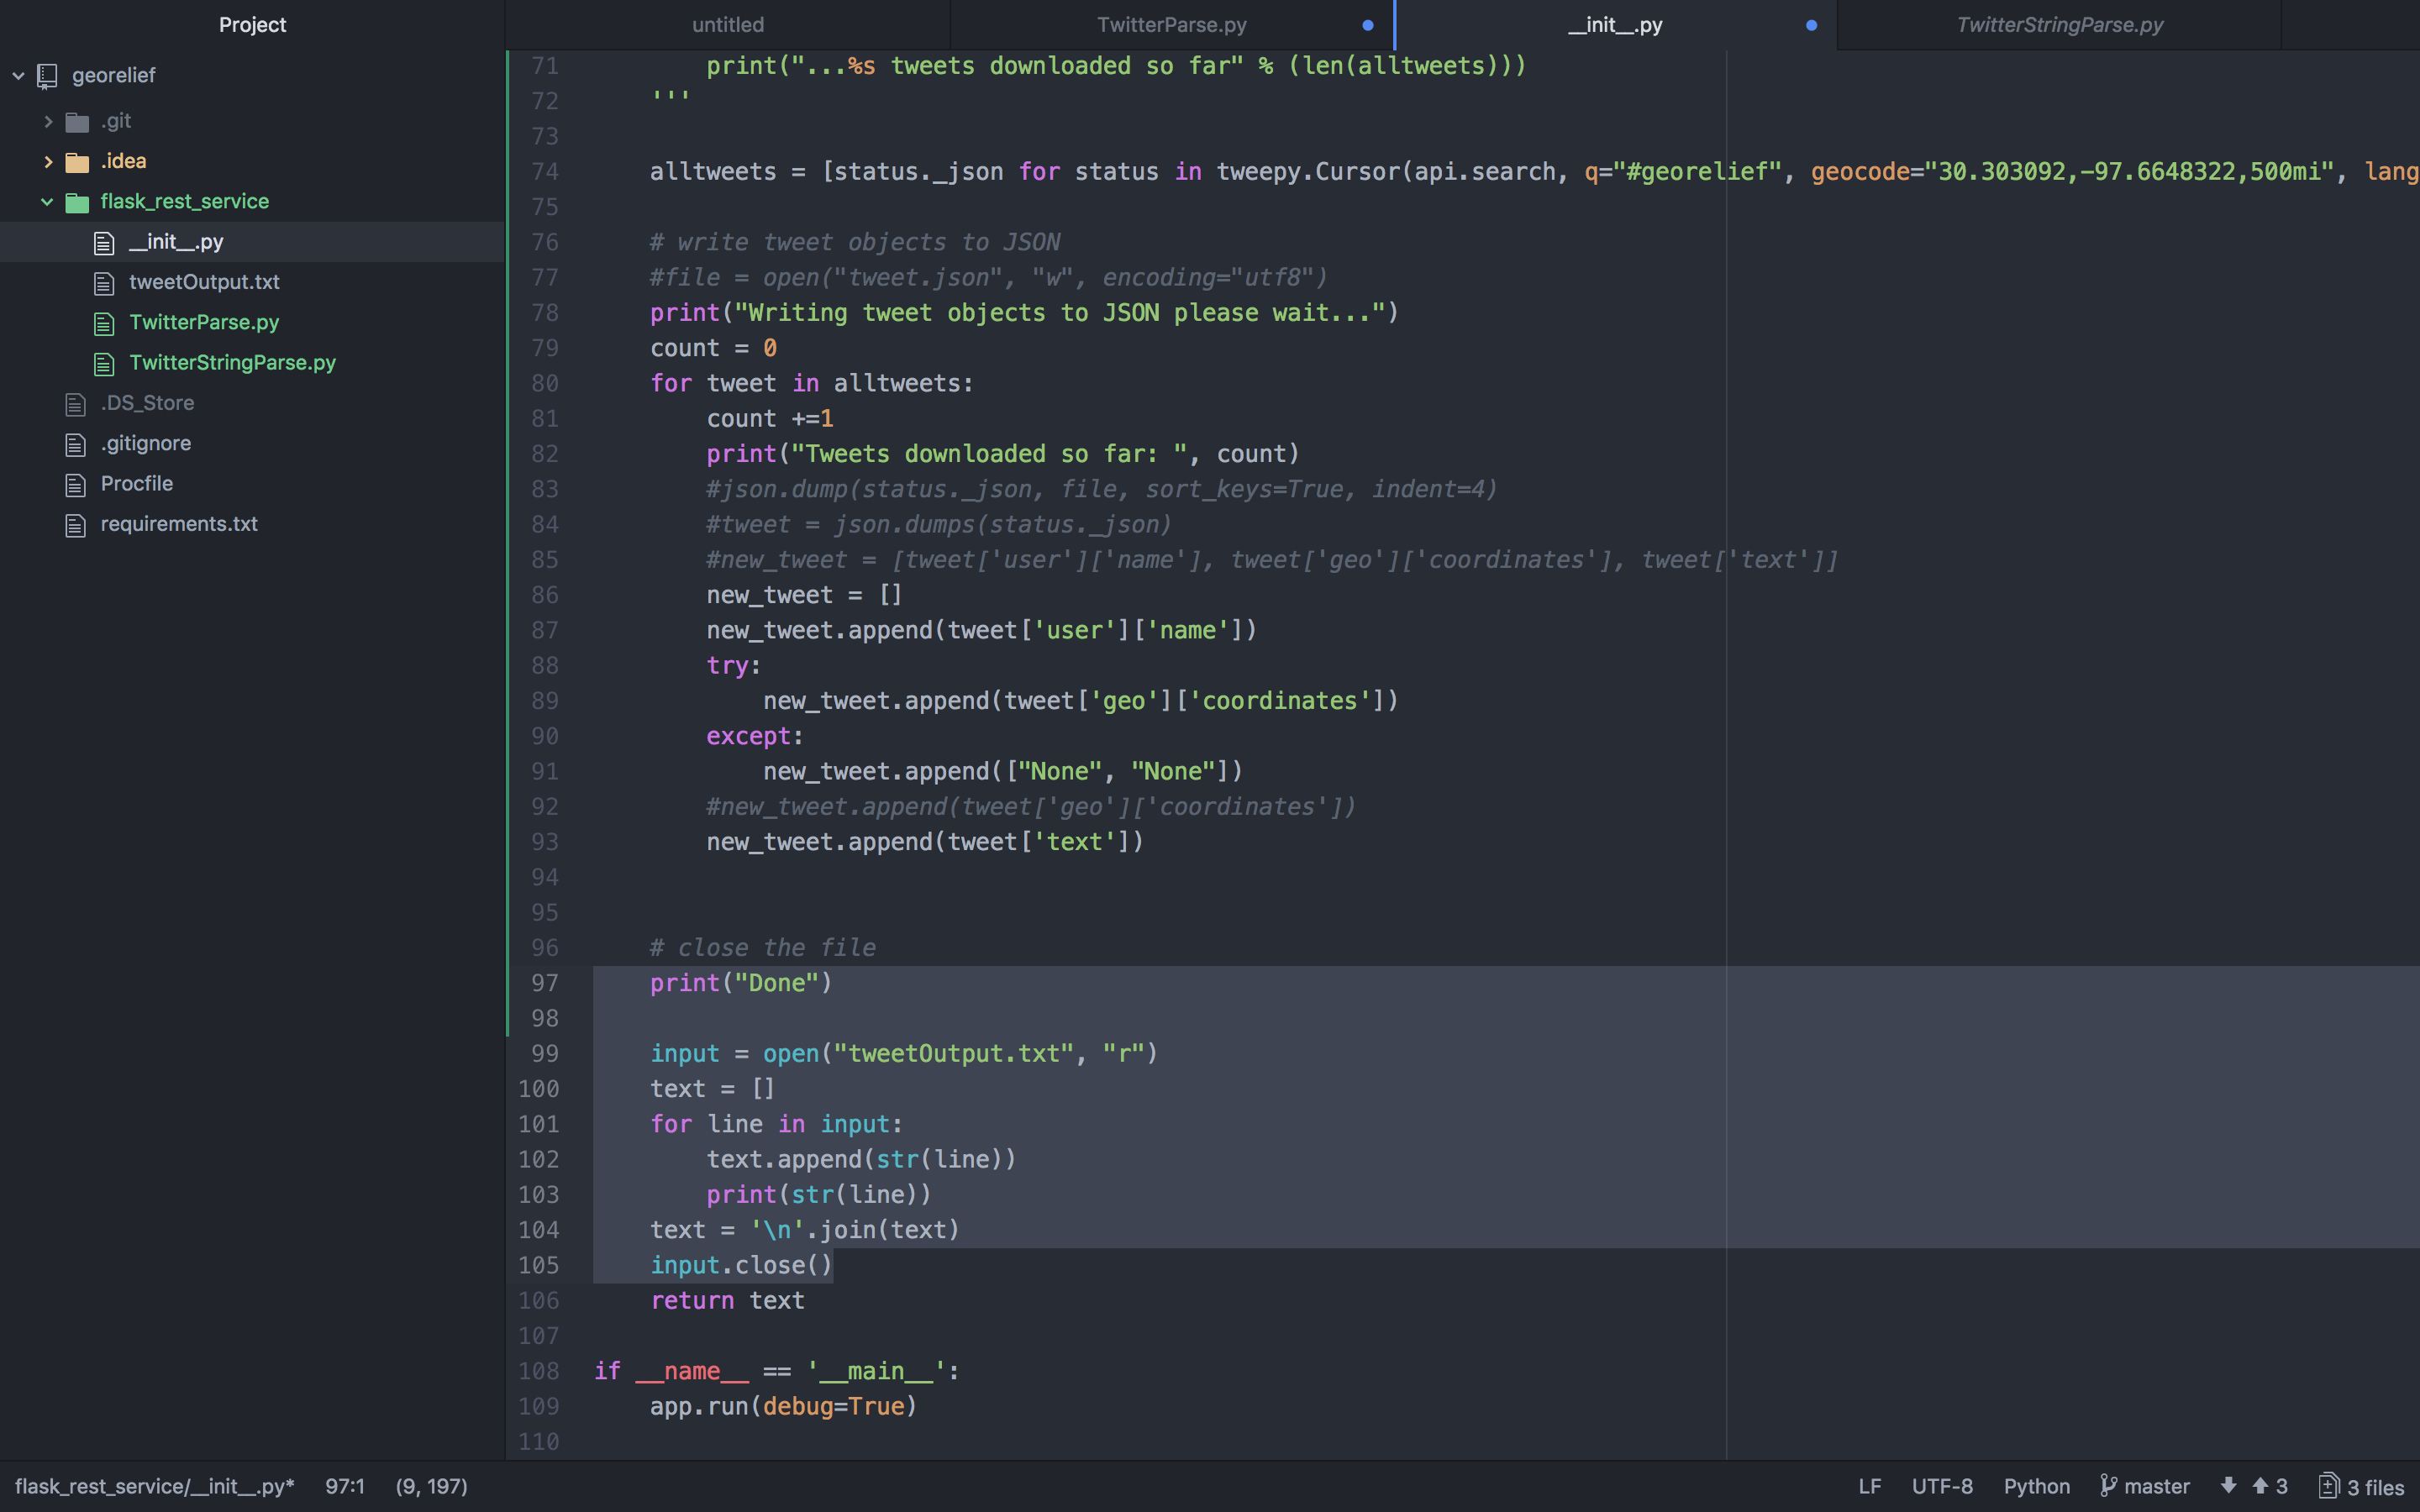 Project
untitled
TwitterParse.py
__init__.py
TwitterStringParse.py
georelief
.git
.idea
flask_rest_service
__init__.py
tweetOutput.txt
TwitterParse.py
TwitterStringParse.py
.DS_Store
.gitignore
Procfile
requirements.txt
71         print("...%s tweets downloaded so far" % (len(alltweets)))
72     '''
73
74     alltweets = [status._json for status in tweepy.Cursor(api.search, q="#georelief", geocode="30.303092,-97.6648322,500mi", lang
75
76     # write tweet objects to JSON
77     #file = open("tweet.json", "w", encoding="utf8")
78     print("Writing tweet objects to JSON please wait...")
79     count = 0
80     for tweet in alltweets:
81         count +=1
82         print("Tweets downloaded so far: ", count)
83         #json.dump(status._json, file, sort_keys=True, indent=4)
84         #tweet = json.dumps(status._json)
85         #new_tweet = [tweet['user']['name'], tweet['geo']['coordinates'], tweet['text']]
86         new_tweet = []
87         new_tweet.append(tweet['user']['name'])
88         try:
89             new_tweet.append(tweet['geo']['coordinates'])
90         except:
91             new_tweet.append(["None", "None"])
92         #new_tweet.append(tweet['geo']['coordinates'])
93         new_tweet.append(tweet['text'])
94
95
96     # close the file
97     print("Done")
98
99     input = open("tweetOutput.txt", "r")
100     text = []
101     for line in input:
102         text.append(str(line))
103         print(str(line))
104     text = '\n'.join(text)
105     input.close()
106     return text
107
108 if __name__ == '__main__':
109     app.run(debug=True)
110
flask_rest_service/__init__.py* 97:1 (9, 197) LF UTF-8 Python master 3 3 files